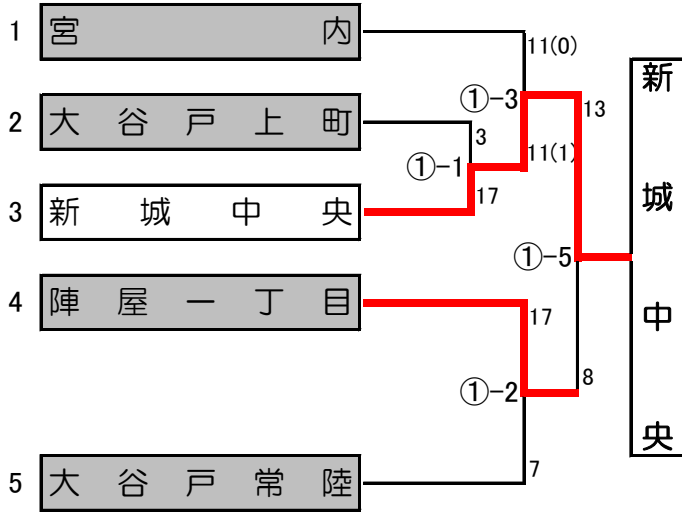 1 宮内
11(0)
①-3
13
2 大谷戸上町
3
①-1
11(1)
17
3 新城中央
①-5
新城中央
4 陣屋一丁目
17
①-2
8
7
5 大谷戸常陸